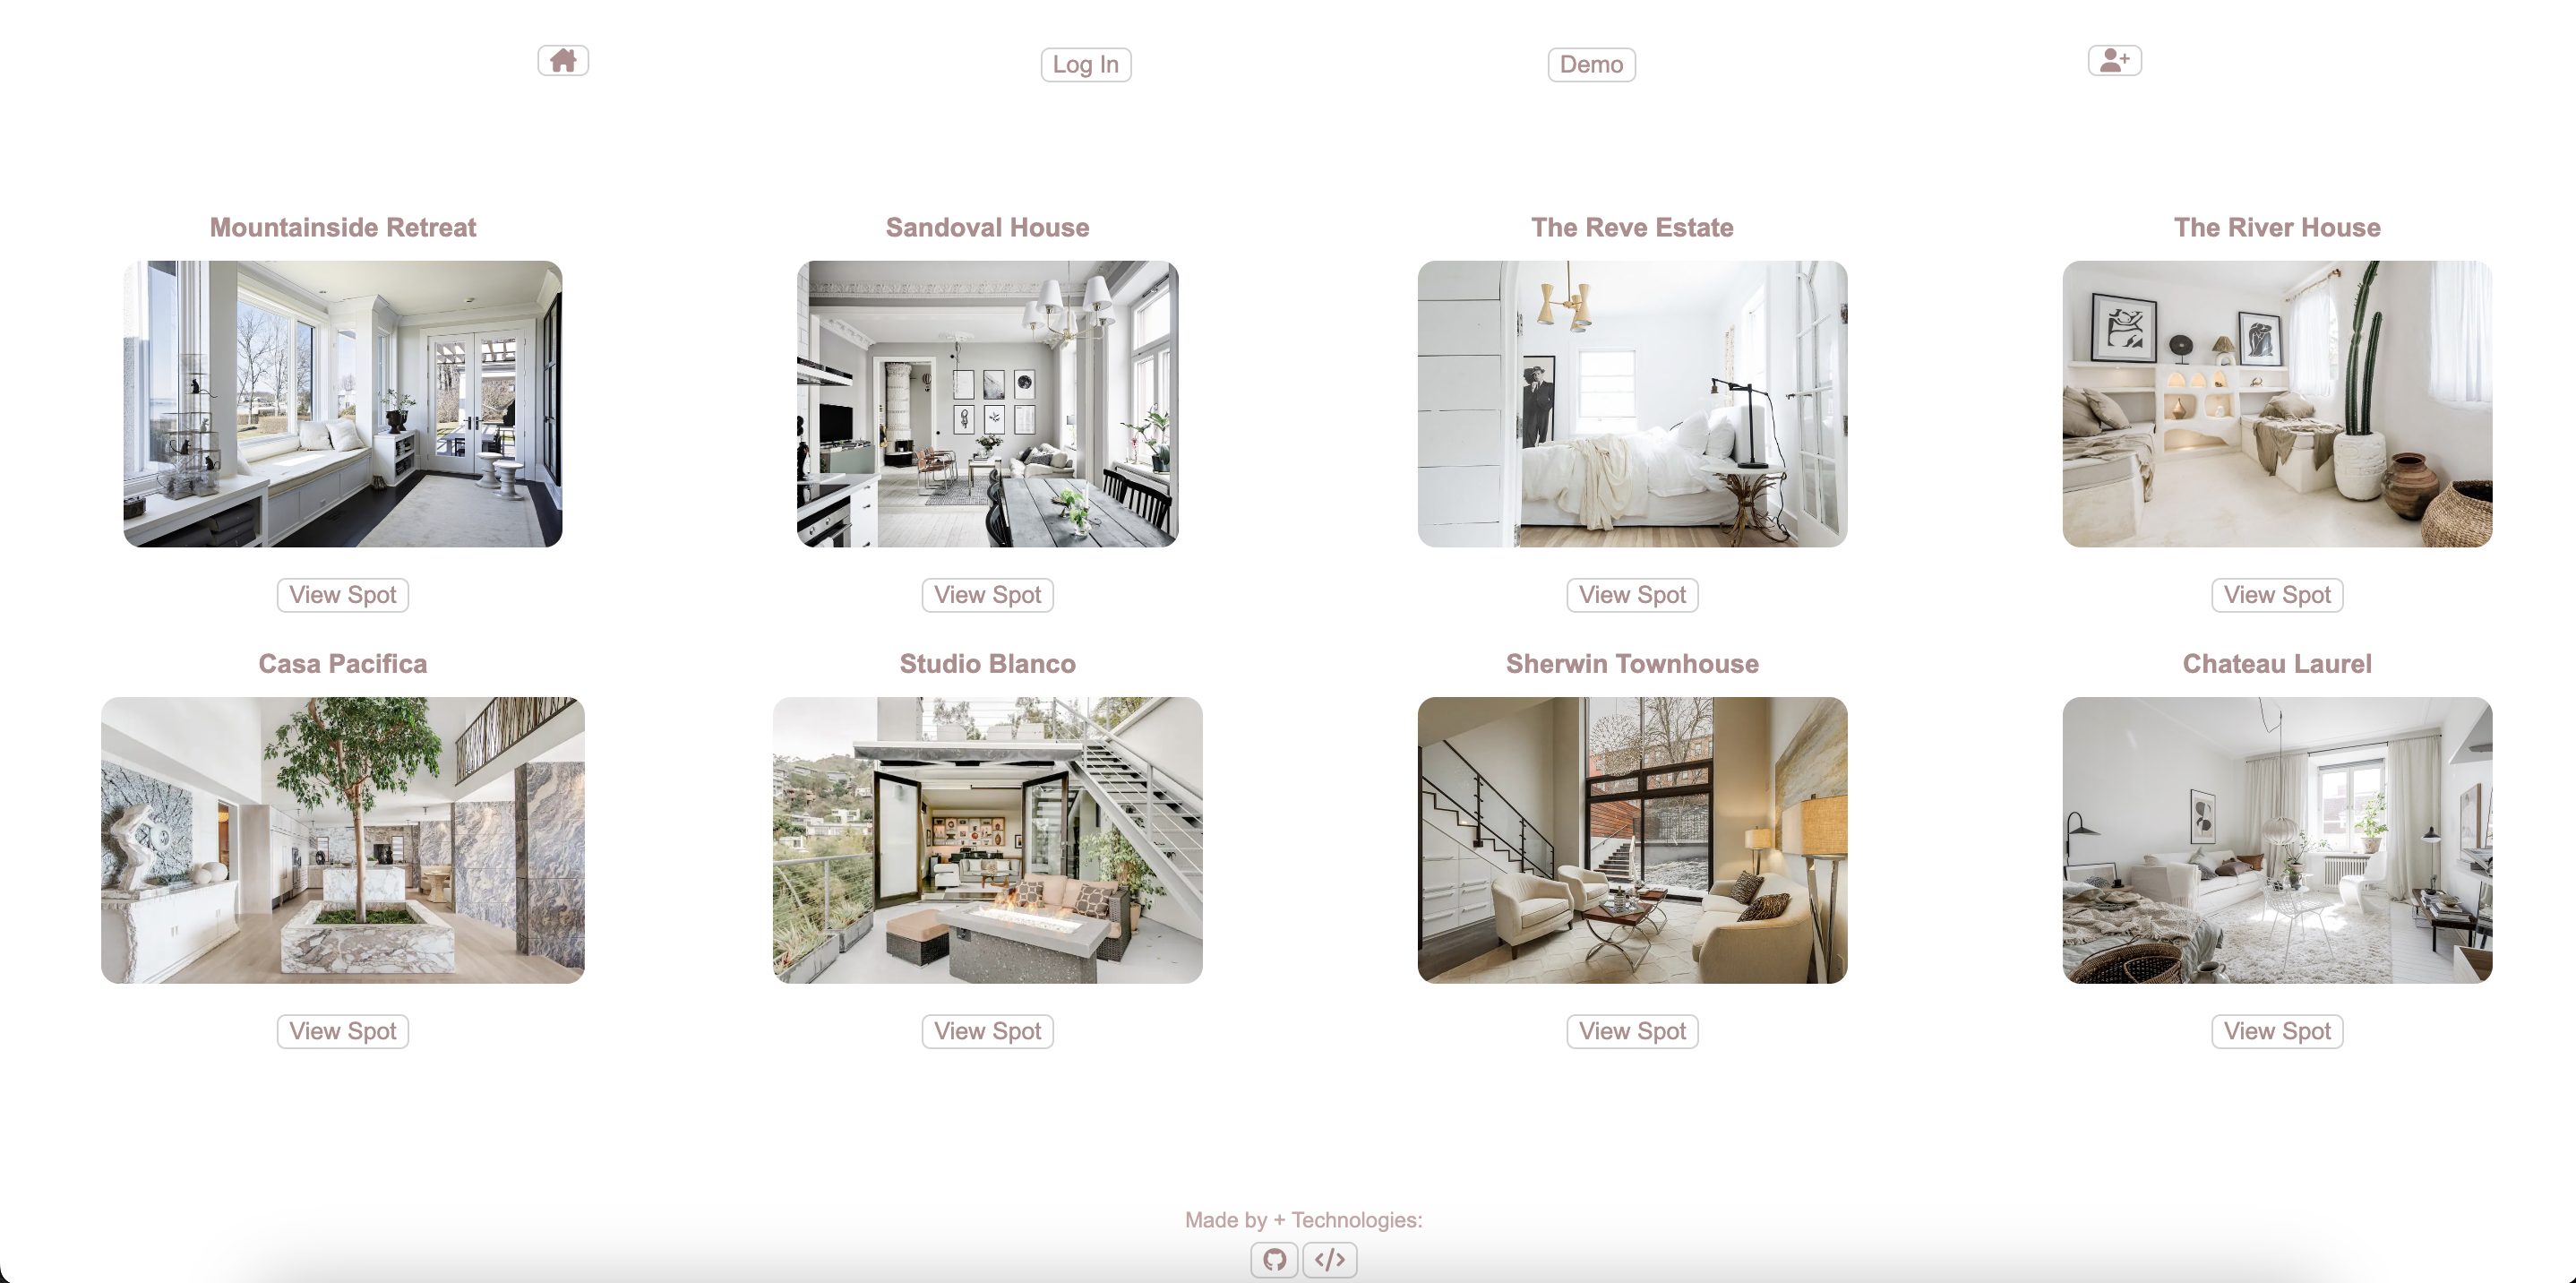 Log In
Demo
Mountainside Retreat
Sandoval House
The Reve Estate
The River House
View Spot
View Spot
View Spot
View Spot
Casa Pacifica
Studio Blanco
Sherwin Townhouse
Chateau Laurel
View Spot
View Spot
View Spot
View Spot
Made by + Technologies: